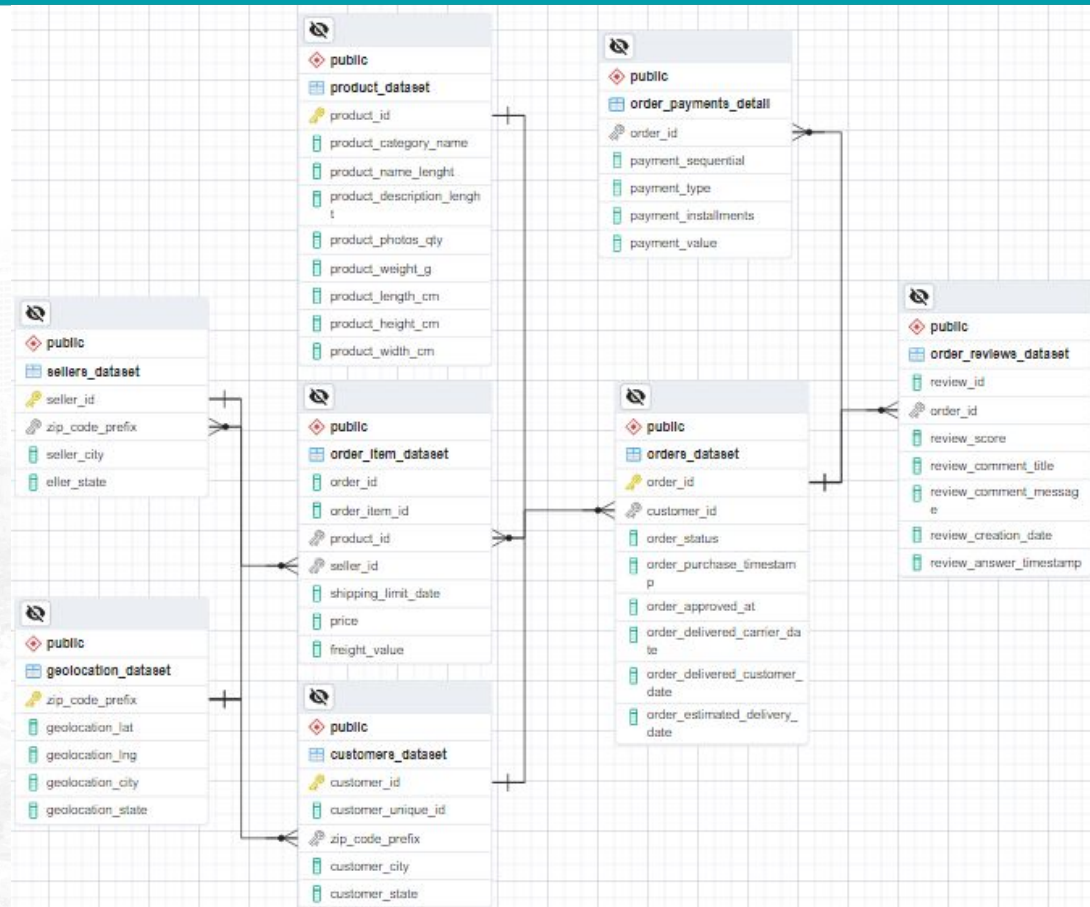 public
product_dataset
product_id
product_category_name
product_name_lenght
product_description_lengh
t
product_photos_qty
product_weight_g
product_length_cm
product_height_cm
product_width_cm
public
order_payments_detail
order_id
payment_sequential
payment_type
payment_installments
payment_value
public
sellers_dataset
seller_id
zip_code_prefix
seller_city
eller_state
public
order_item_dataset
order_id
order_item_id
product_id
seller_id
shipping_limit_date
price
freight_value
public
orders_dataset
order_id
customer_id
order_status
order_purchase_timestam
p
order_approved_at
order_delivered_carrier_da
te
order_delivered_customer_
date
order_estimated_delivery_
date
public
order_reviews_dataset
review_id
order_id
review_score
review_comment_title
review_comment_messag
e
review_creation_date
review_answer_timestamp
public
geolocation_dataset
zip_code_prefix
geolocation_lat
geolocation_lng
geolocation_city
geolocation_state
public
customers_dataset
customer_id
customer_unique_id
zip_code_prefix
customer_city
customer_state